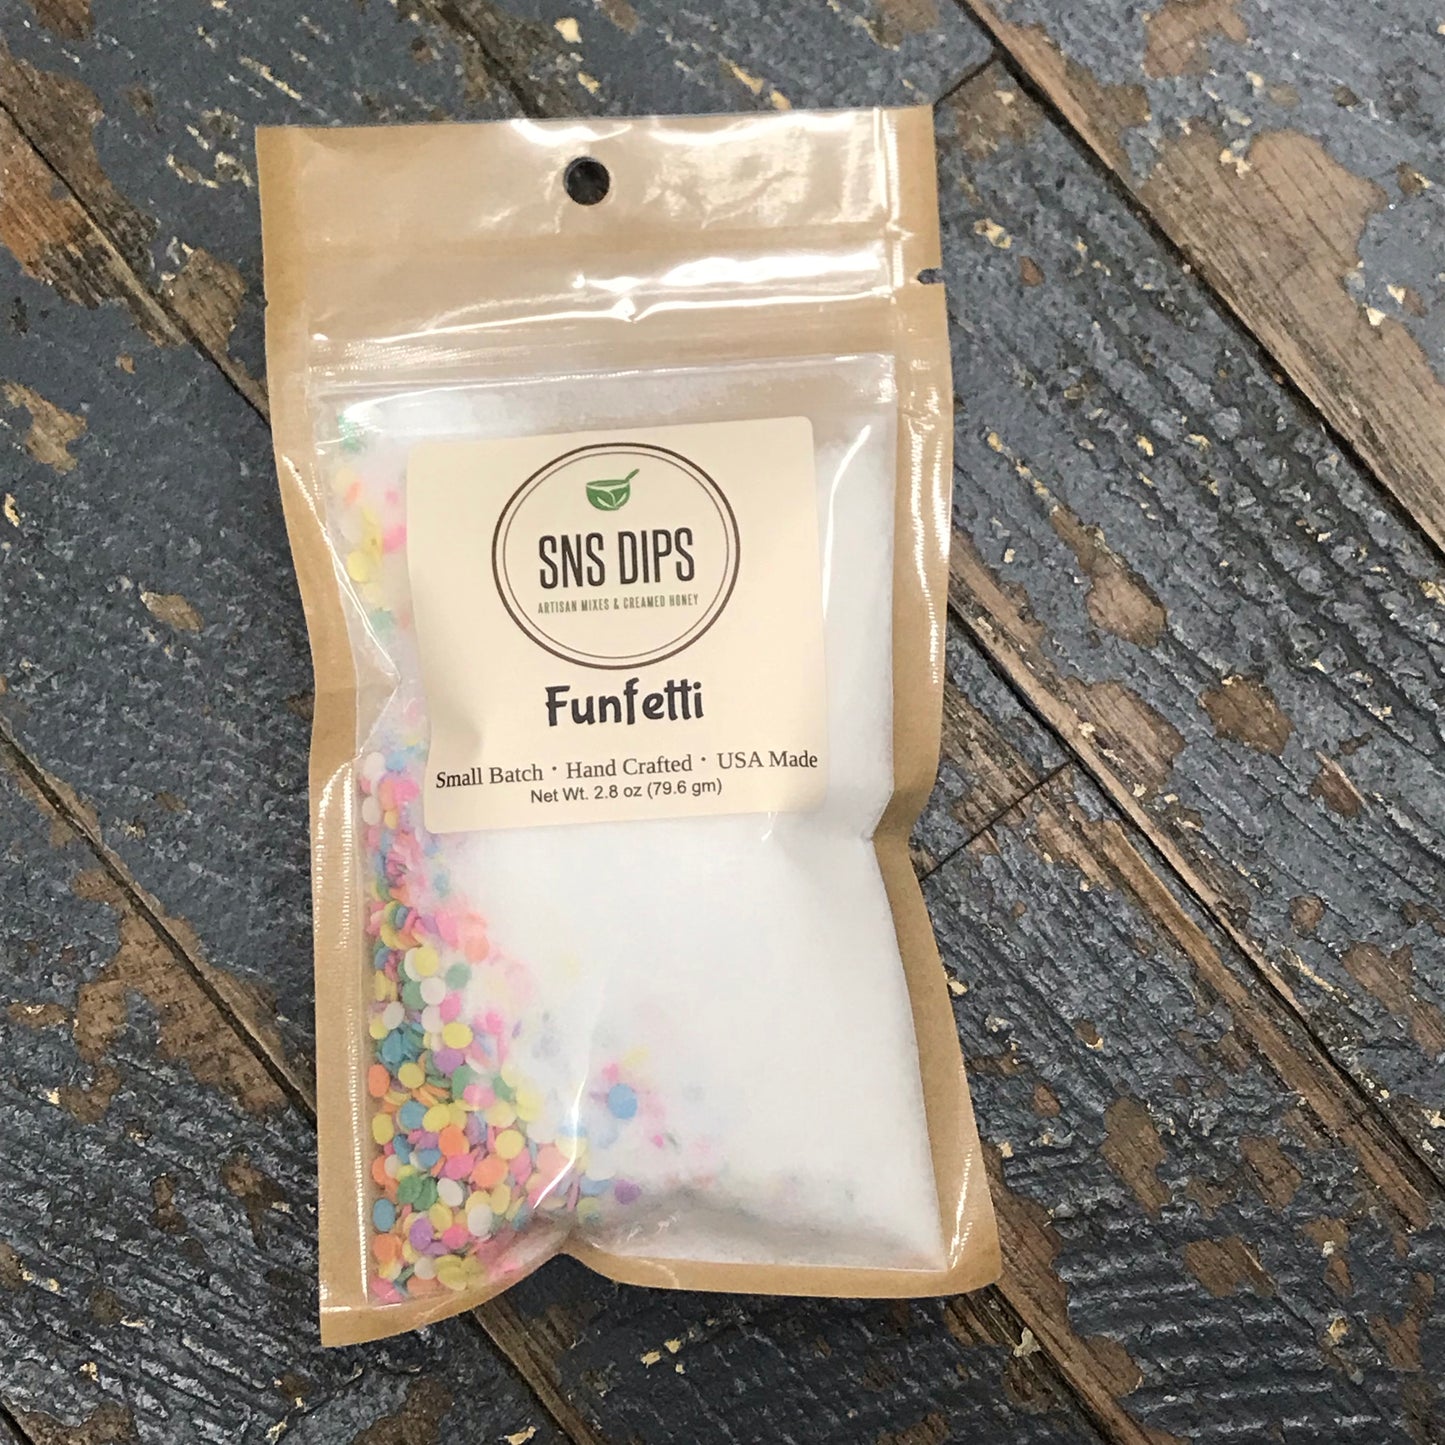 SNS DIPS
ARTISAN MIXES & CREAMED HONEY
Funfetti
Small Batch · Hand Crafted · USA Made
Net Wt. 2.8 oz (79.6 gm)